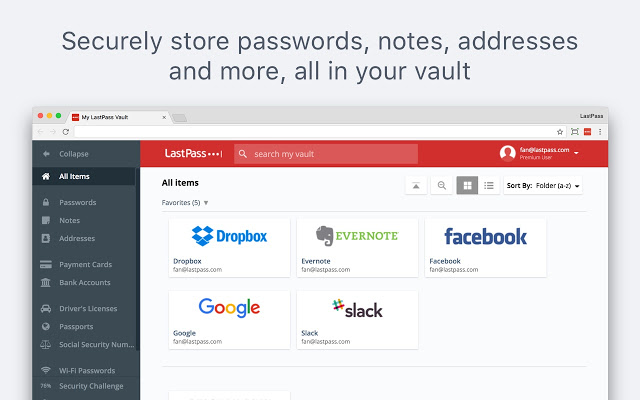 Securely store passwords, notes, addresses
and more, all in your vault
My LastPass Vault
LastPass
Collapse
LastPass
search my vault
fan@lastpass.com
Premium User
All Items
Passwords
Notes
Addresses
Payment Cards
Bank Accounts
Driver's Licenses
Passports
Social Security Num...
Wi-Fi Passwords
76% Security Challenge
All items
Sort By: Folder (a-z)
Favorites (5)
Dropbox
Dropbox
fan@lastpass.com
EVERNOTE
Evernote
fan@lastpass.com
facebook
Facebook
fan@lastpass.com
Google
Google
fan@lastpass.com
slack
Slack
fan@lastpass.com